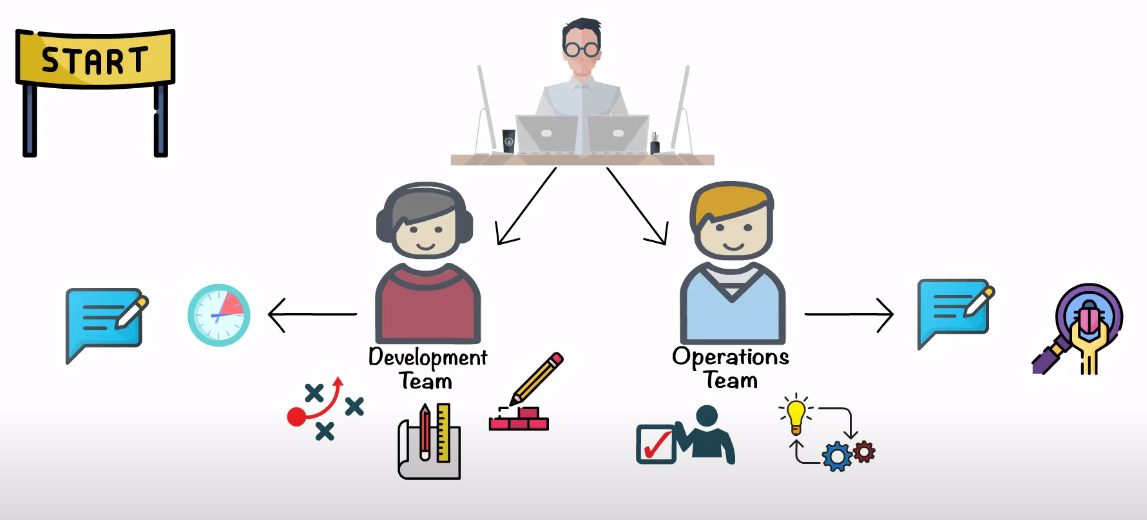 START
Development
Team
Operations
Team